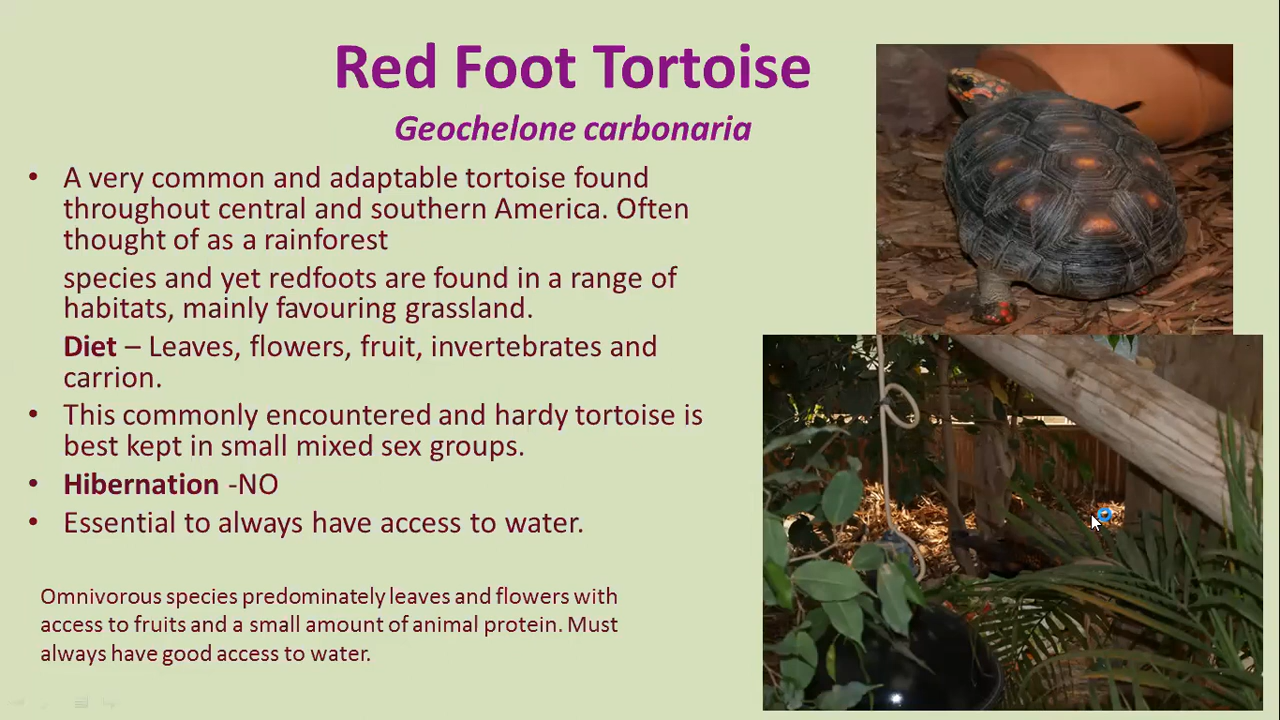 Red Foot Tortoise
Geochelone carbonaria
• A very common and adaptable tortoise found
throughout central and southern America. Often
thought of as a rainforest
species and yet redfoots are found in a range of
habitats, mainly favouring grassland.
Diet – Leaves, flowers, fruit, invertebrates and
carrion.
• This commonly encountered and hardy tortoise is
best kept in small mixed sex groups.
• Hibernation -NO
• Essential to always have access to water.
Omnivorous species predominately leaves and flowers with
access to fruits and a small amount of animal protein. Must
always have good access to water.